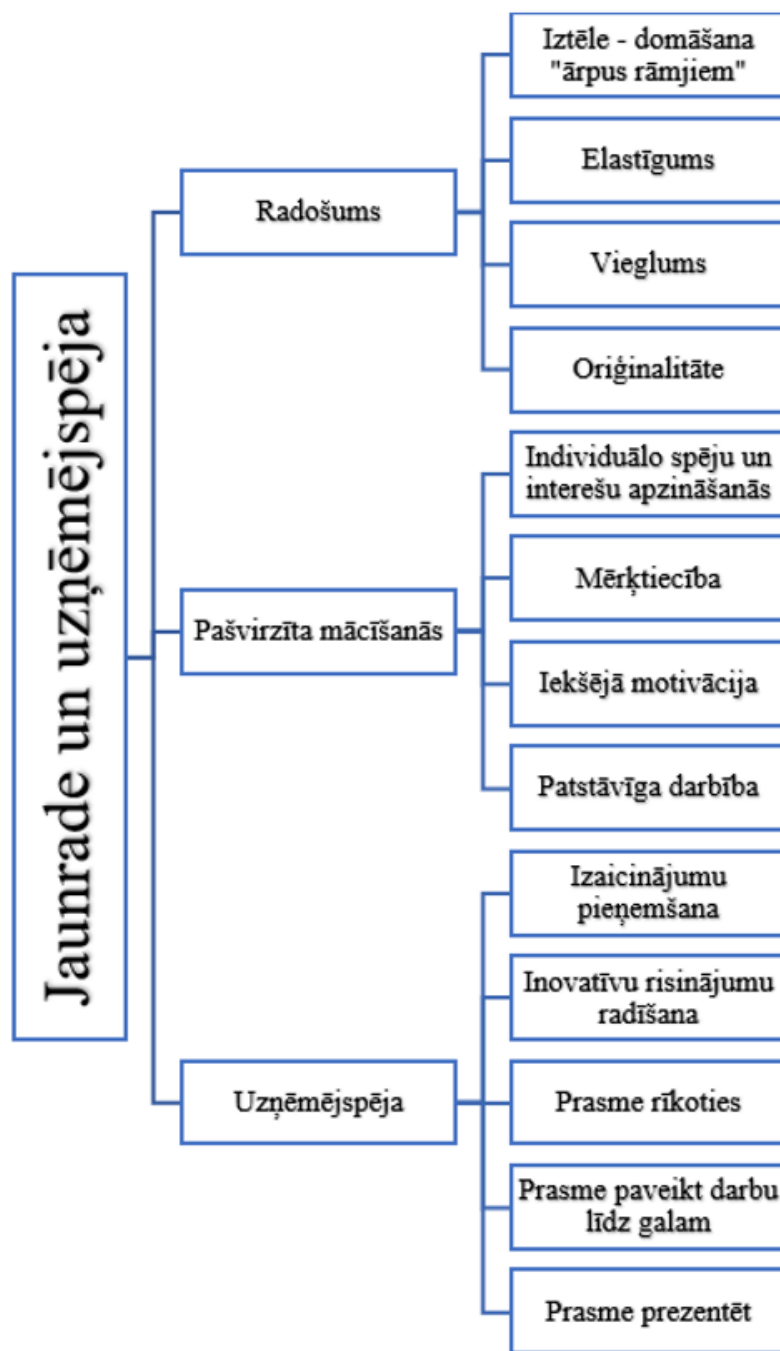 Jaunrade un uzņēmējspēja
Radošums
Iztēle - domāšana
"ārpus rāmjiem"
Elastīgums
Vieglums
Oriģinalitāte
Pašvirzīta mācīšanās
Individuālo spēju un
interešu apzināšanās
Mērķtiecība
Iekšējā motivācija
Patstāvīga darbība
Uzņēmējspēja
Izaicinājumu
pieņemšana
Inovatīvu risinājumu
radīšana
Prasme rīkoties
Prasme paveikt darbu
līdz galam
Prasme prezentēt